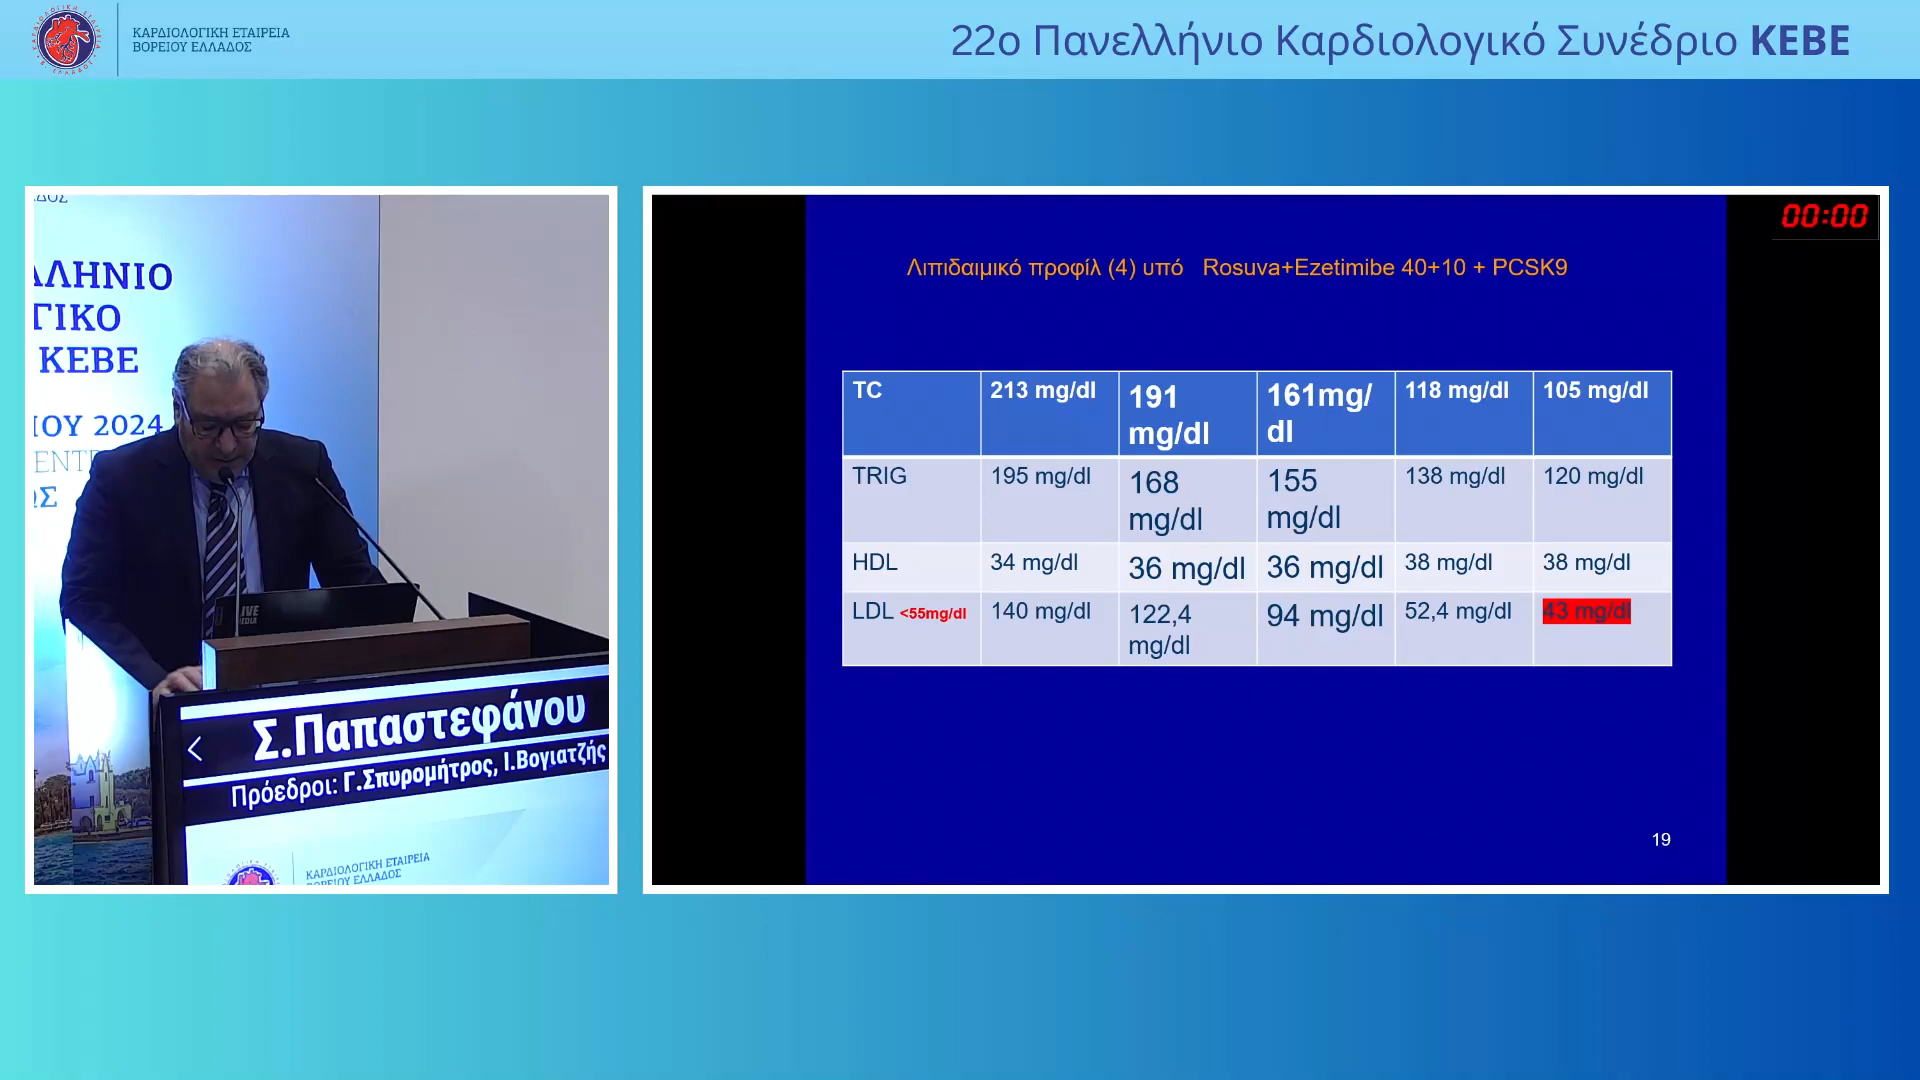 ΚΑΡΔΙΟΛΟΓΙΚΗ ΕΤΑΙΡΕΙΑ
ΒΟΡΕΙΟΥ ΕΛΛΑΔΟΣ
22ο Πανελλήνιο Καρδιολογικό Συνέδριο ΚΕΒΕ
ΛΛΗΝΙΟ
ΓΙΚΟ
ΚΕΒΕ
ΙΟΥ 2024
Σ.Παπαστεφάνου
Πρόεδροι: Γ.Σπυρομήτρος, Ι.Βογιατζής
ΚΑΡΔΙΟΛΟΓΙΚΗ ΕΤΑΙΡΕΙΑ
ΒΟΡΕΙΟΥ ΕΛΛΑΔΟΣ
00:00
Λιπιδαιμικό προφίλ (4) υπό Rosuva+Ezetimibe 40+10 + PCSK9
TC 213 mg/dl 191 mg/dl 161mg/dl 118 mg/dl 105 mg/dl
TRIG 195 mg/dl 168 mg/dl 155 mg/dl 138 mg/dl 120 mg/dl
HDL 34 mg/dl 36 mg/dl 36 mg/dl 38 mg/dl 38 mg/dl
LDL <55mg/dl 140 mg/dl 122,4 mg/dl 94 mg/dl 52,4 mg/dl 43 mg/dl
19